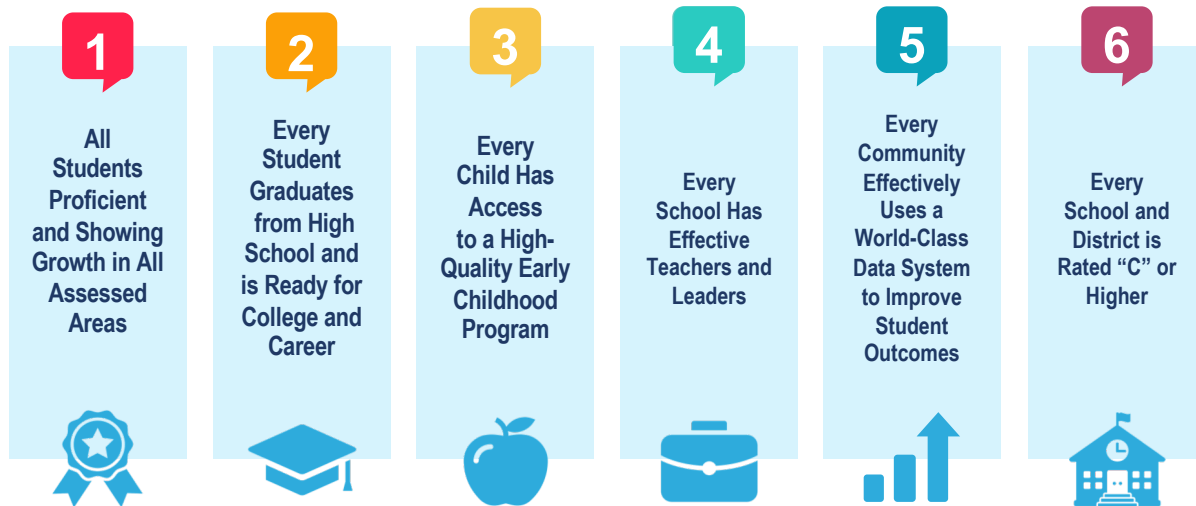 1
All
Students
Proficient
and Showing
Growth in All
Assessed
Areas
2
Every
Student
Graduates
from High
School and
is Ready for
College and
Career
3
Every
Child Has
Access
to a High-
Quality Early
Childhood
Program
4
Every
School Has
Effective
Teachers and
Leaders
5
Every
Community
Effectively
Uses a
World-Class
Data System
to Improve
Student
Outcomes
6
Every
School and
District is
Rated “C” or
Higher